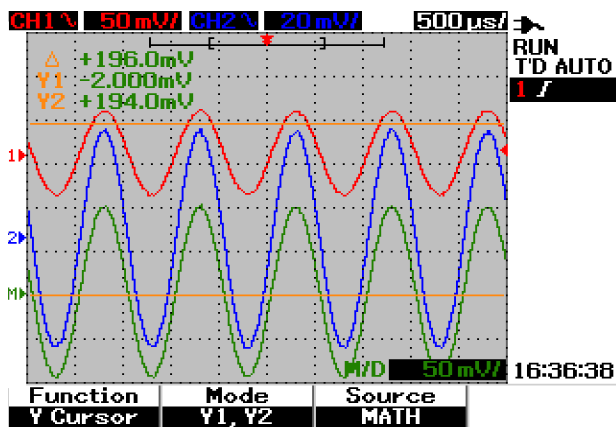 CH1 50mV/ CH2 20mV/ 500µs/
RUN
T'D AUTO
1
Δ +196.0mV
Y1 -2.000mV
Y2 +194.0mV
1
2
M
M/D 50mV/ 16:36:38
Function Mode Source
Y Cursor Y1, Y2 MATH